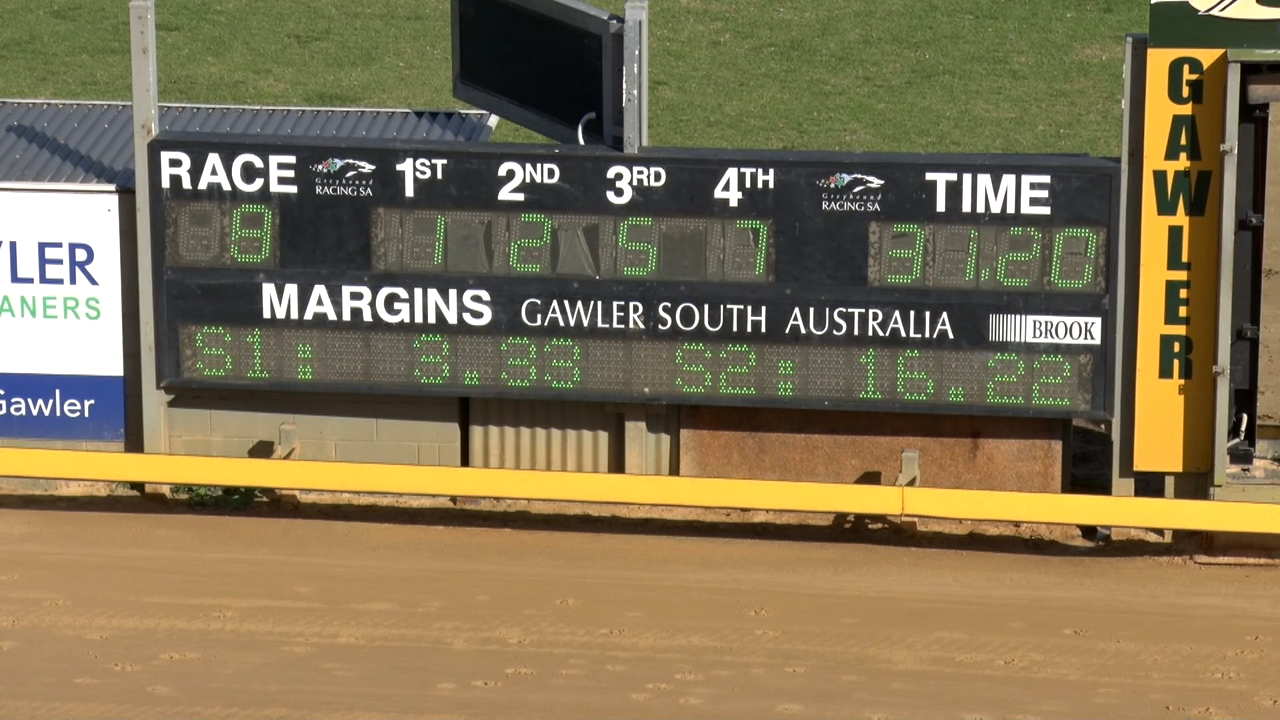 RACE Greyhound RACING SA 1ST 2ND 3RD 4TH Greyhound RACING SA TIME
8 1 2 5 7 31.20
MARGINS GAWLER SOUTH AUSTRALIA BROOK
S1: 3.33 S2: 16.22
LER
ANERS
Gawler
GAWLER